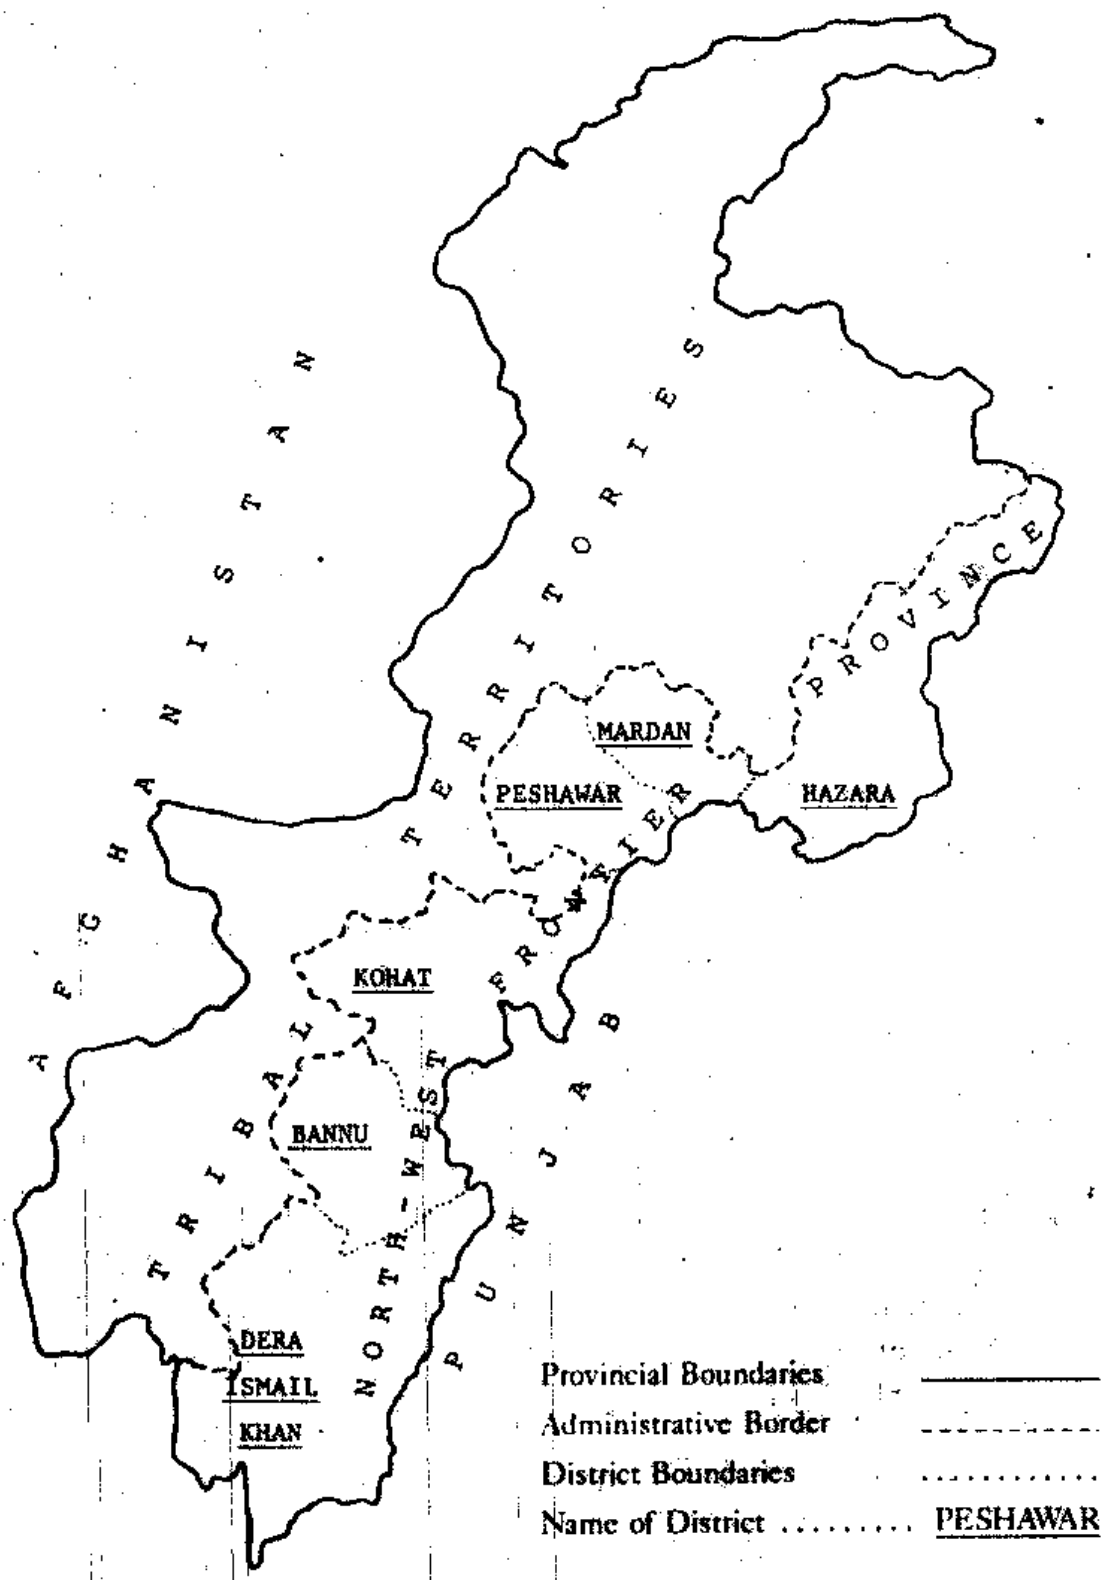 AFGHANISTAN
TRIBAL TERRITORIES
NORTH-WEST FRONTIER PROVINCE
PUNJAB
MARDAN
PESHAWAR
HAZARA
KOHAT
BANNU
DERA
ISMAIL
KHAN
Provincial Boundaries
Administrative Border
District Boundaries
Name of District ......... PESHAWAR